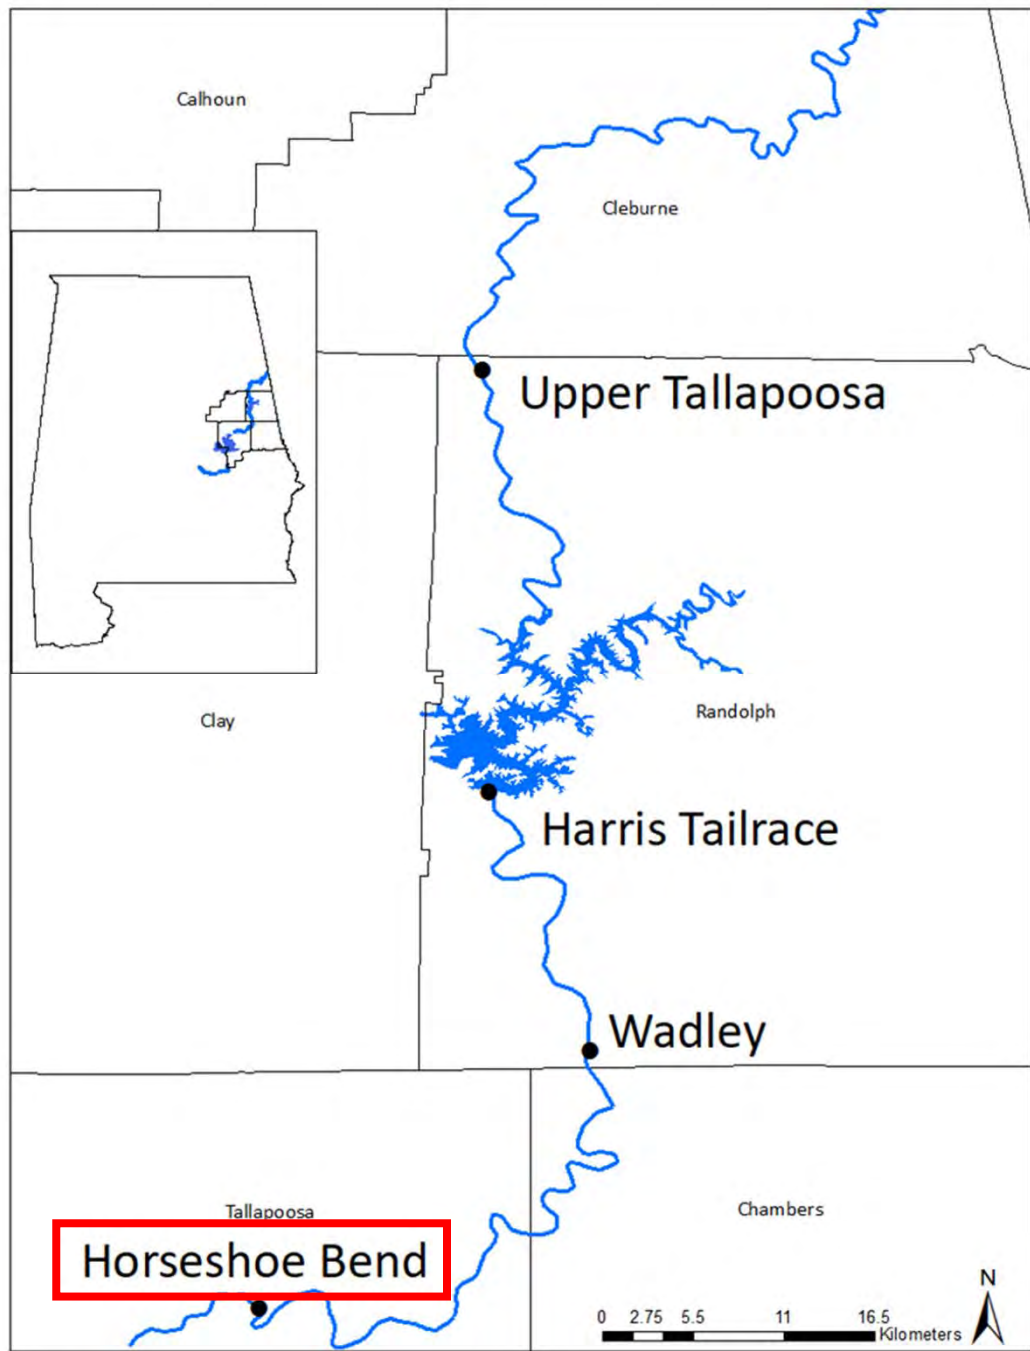 Calhoun
Cleburne
Upper Tallapoosa
Clay
Randolph
Harris Tailrace
Wadley
Tallapoosa
Chambers
Horseshoe Bend
N
0 2.75 5.5 11 16.5
Kilometers